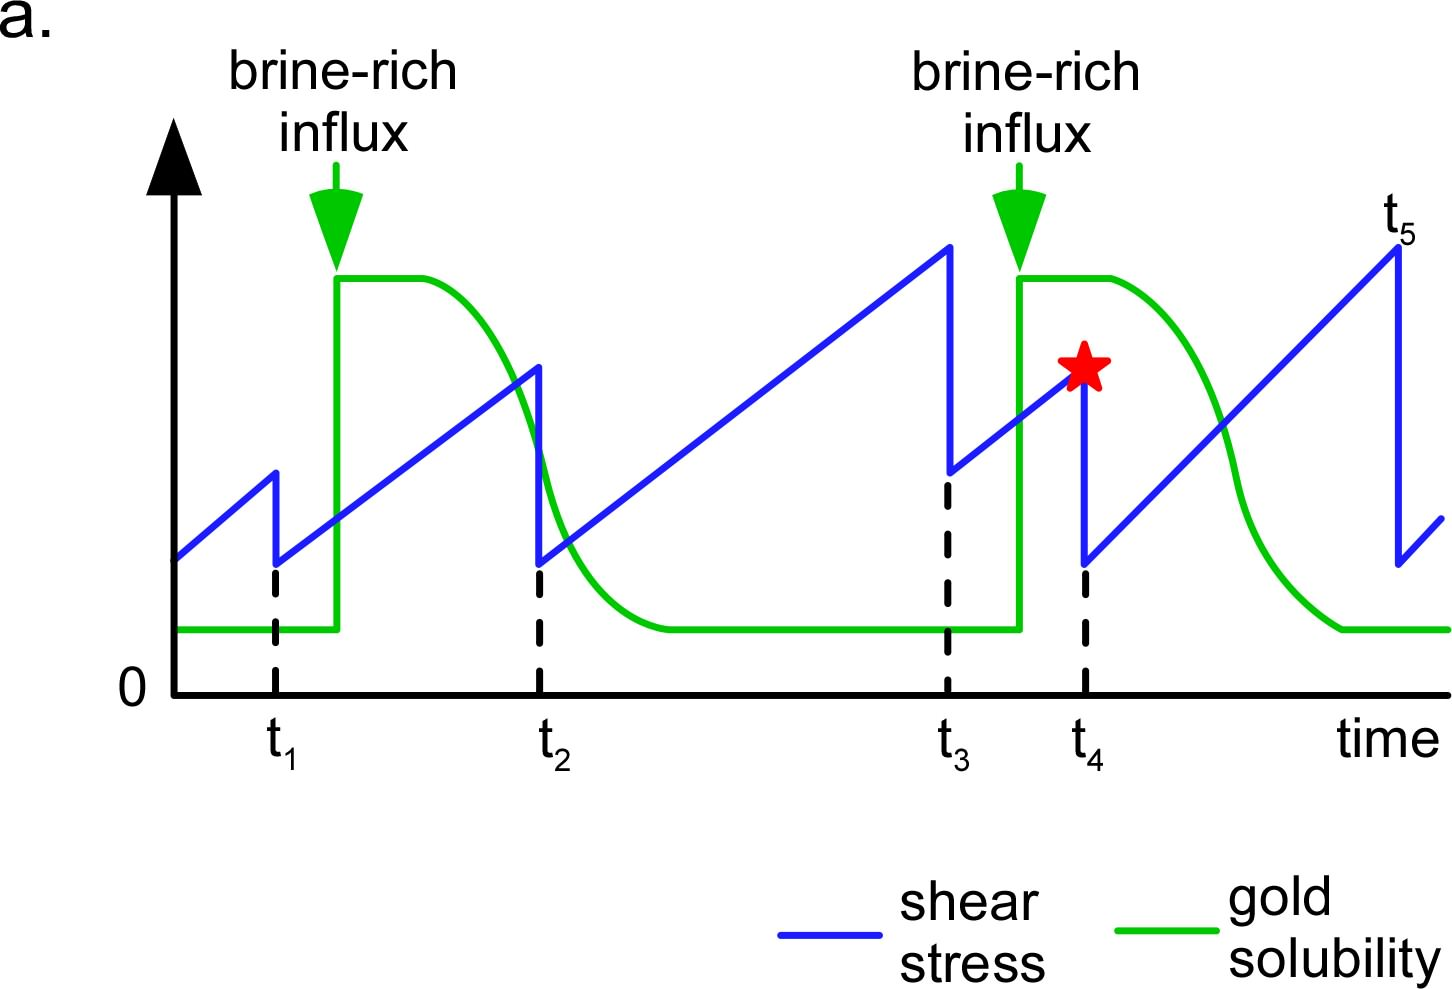 a.
brine-rich
influx
brine-rich
influx
t5
0
t1
t2
t3
t4
time
shear
stress
gold
solubility